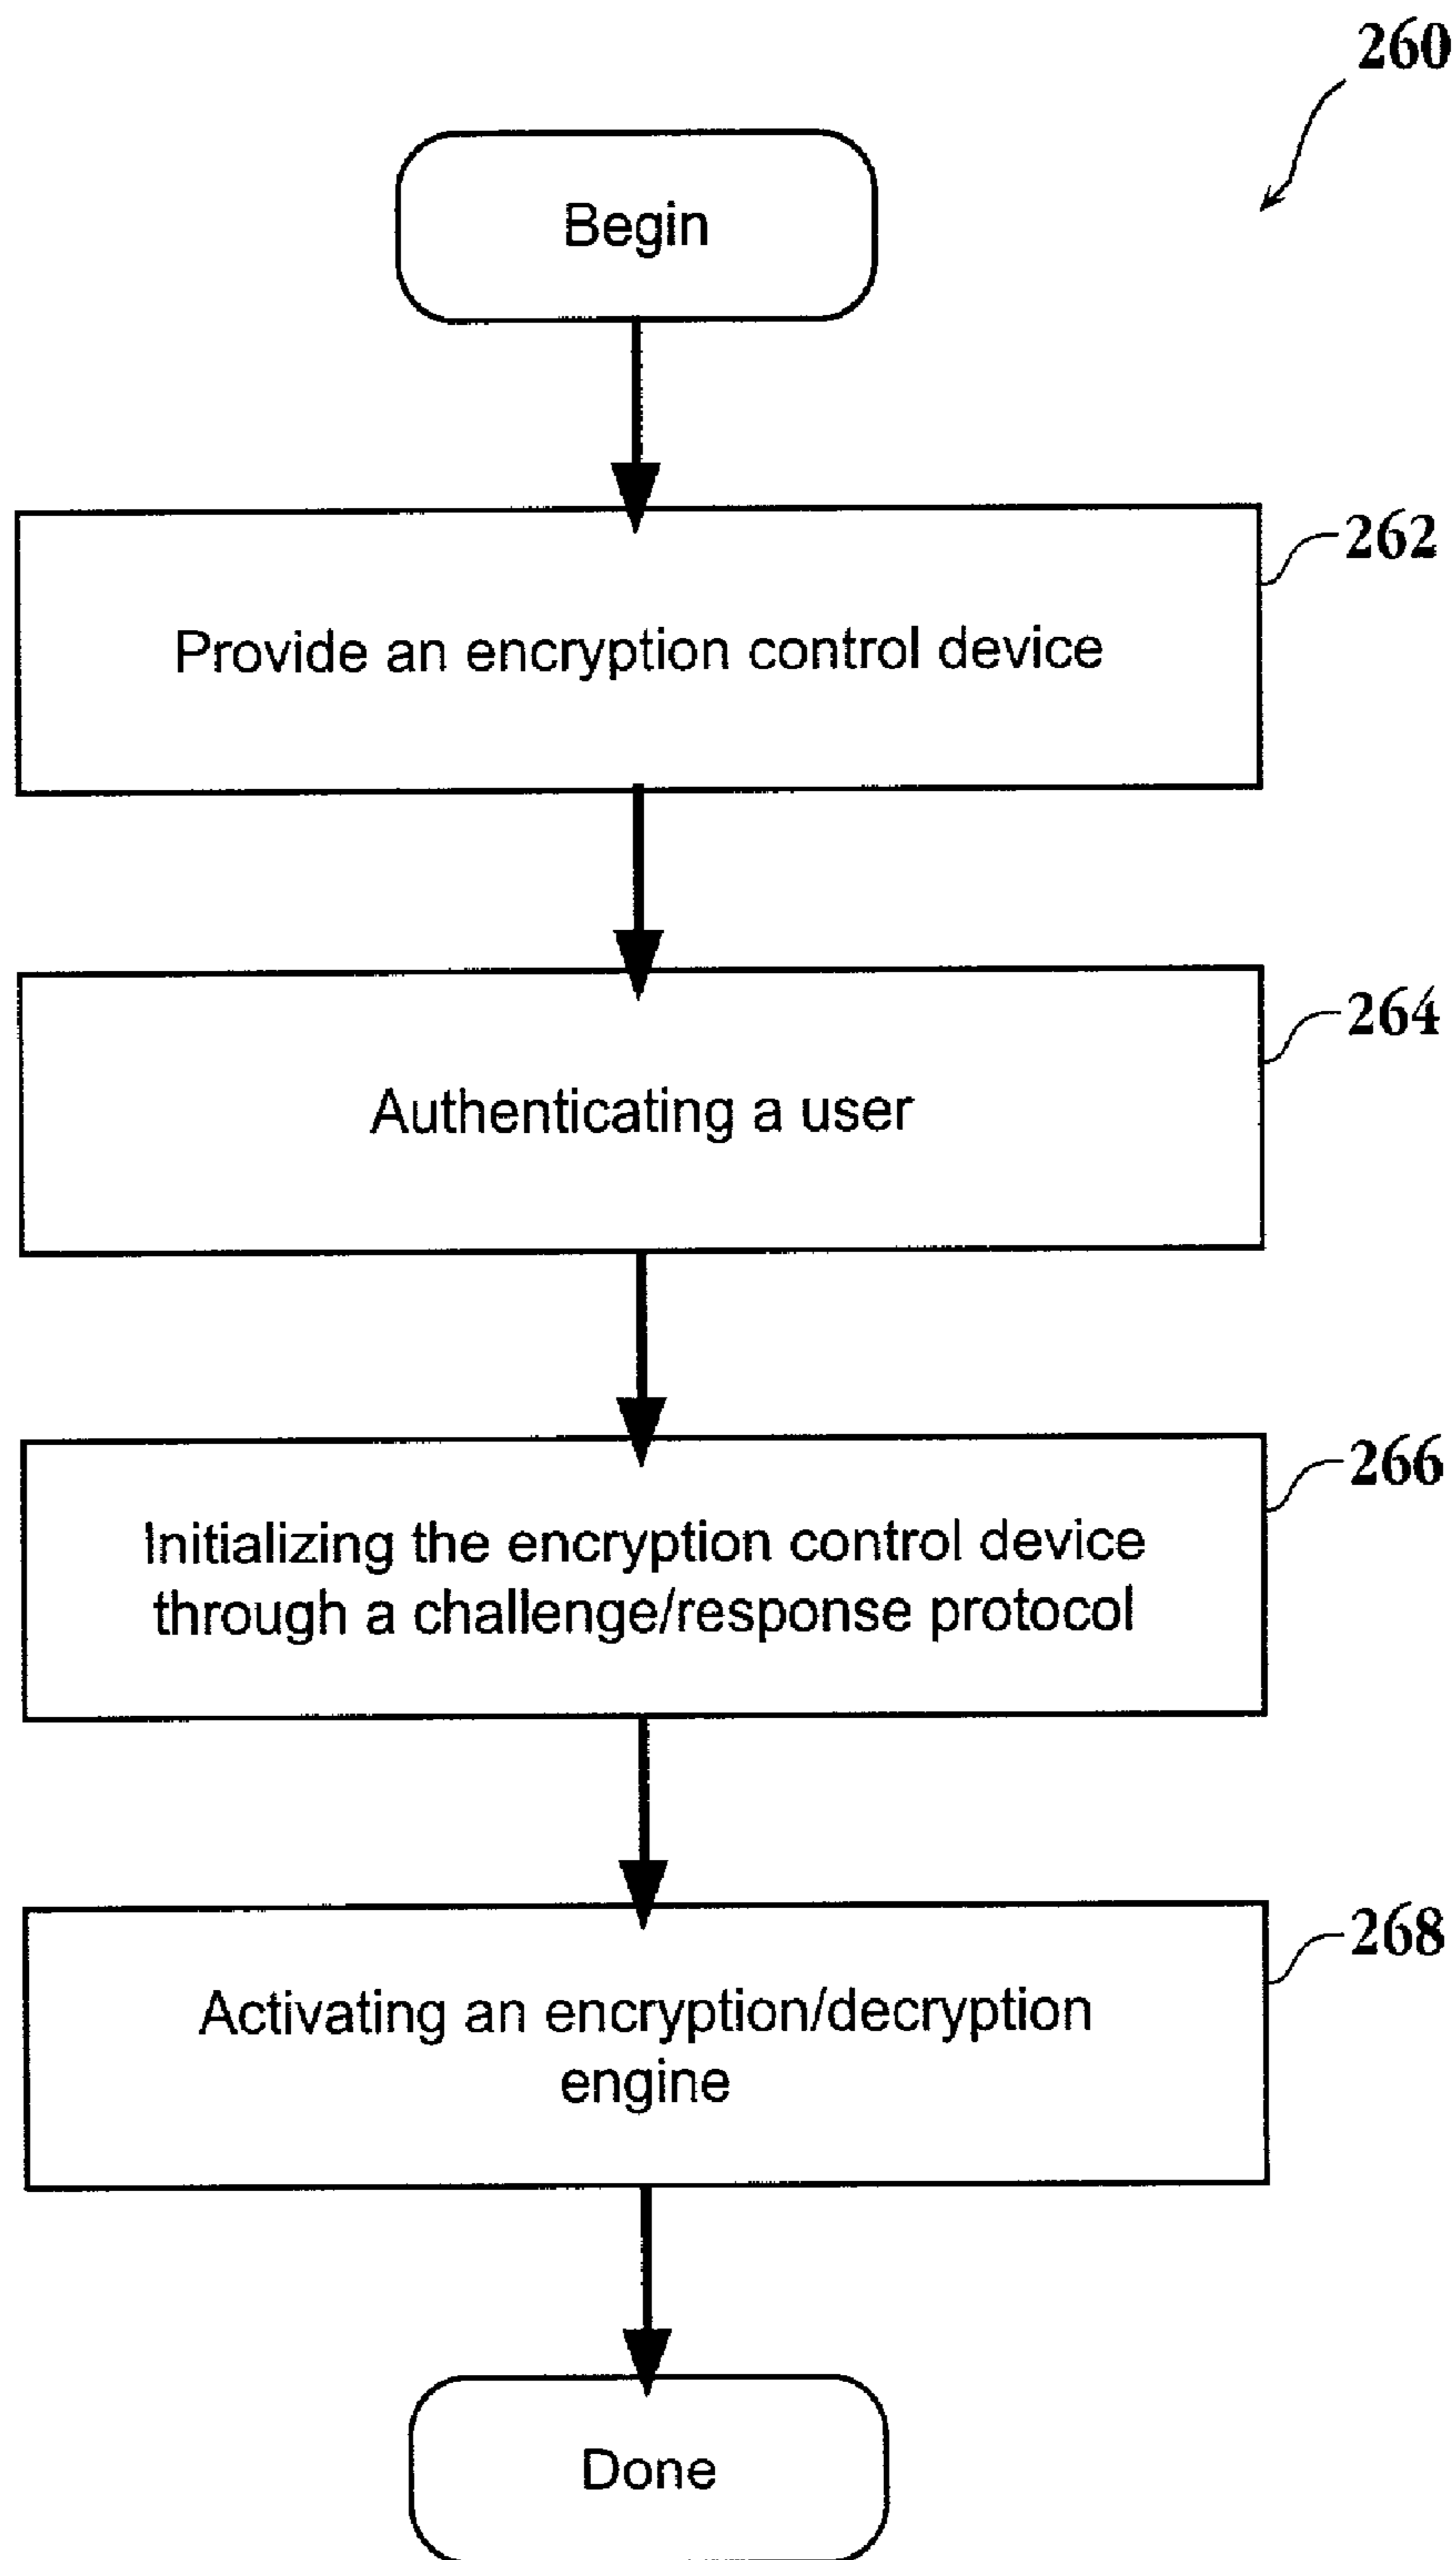 260
Begin
262
Provide an encryption control device
264
Authenticating a user
266
Initializing the encryption control device
through a challenge/response protocol
268
Activating an encryption/decryption
engine
Done